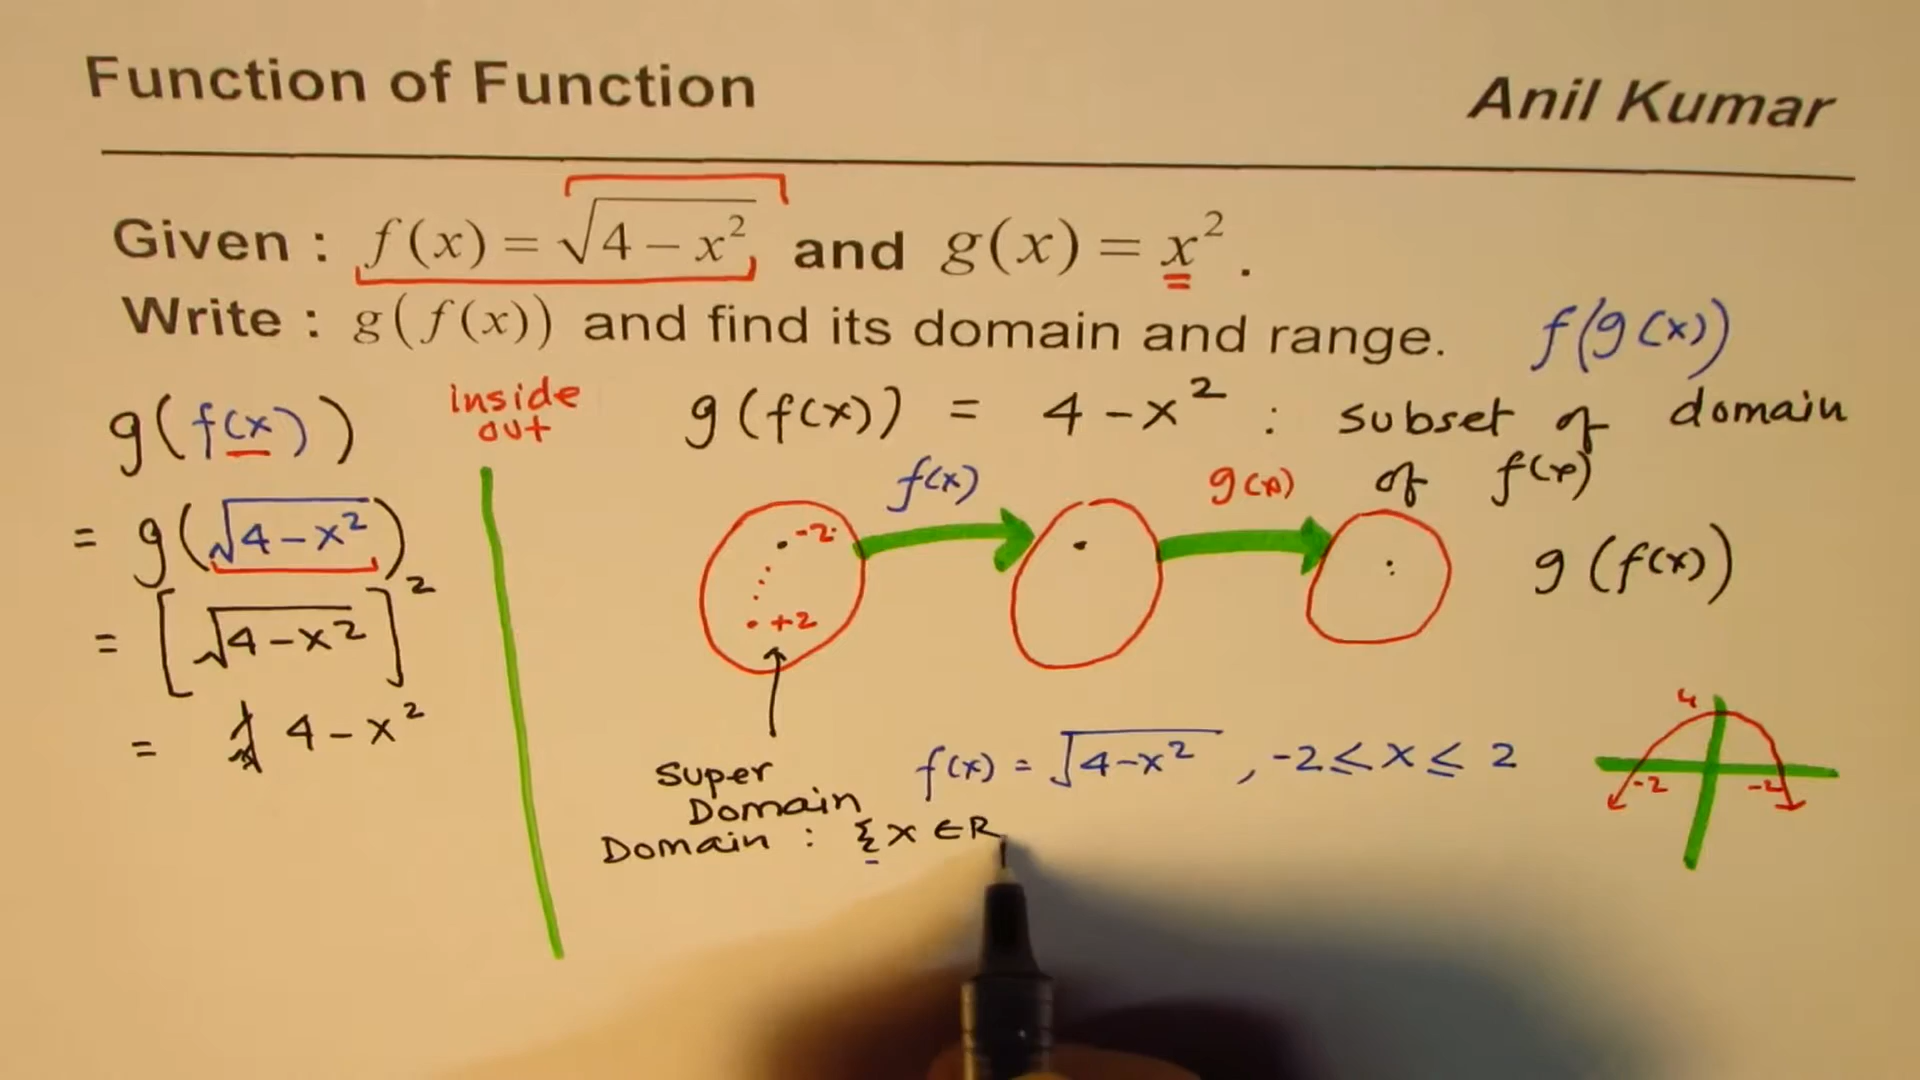 Function of Function
Anil Kumar
Given : f(x) = √4 − x² and g(x) = x² .
Write : g(f(x)) and find its domain and range.
f(g(x))
g(f(x))
inside
out
= g(√4-x²)
= [√4-x²]²
= 4-x²
g(f(x)) = 4-x² : subset of domain
of f(x)
f(x)
g(x)
-2
+2
g(f(x))
Super
Domain
f(x) = √4-x² , -2 ≤ x ≤ 2
Domain : {x ∈ R
4
-2
-2